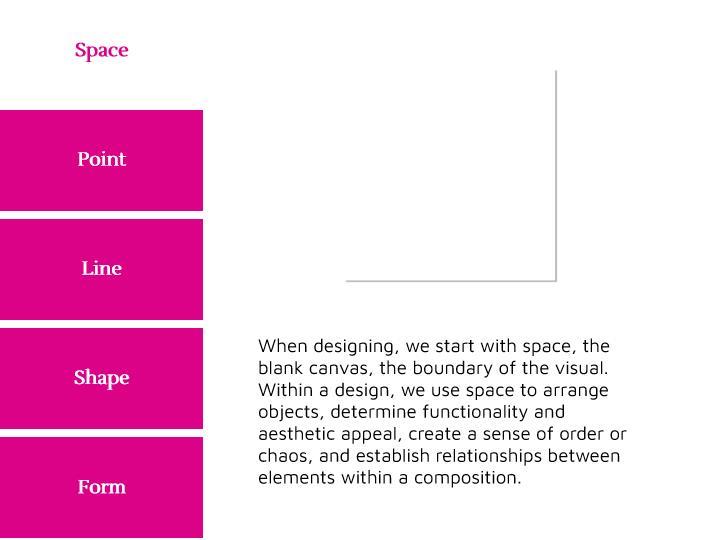 Space
Point
Line
Shape
Form
When designing, we start with space, the
blank canvas, the boundary of the visual.
Within a design, we use space to arrange
objects, determine functionality and
aesthetic appeal, create a sense of order or
chaos, and establish relationships between
elements within a composition.